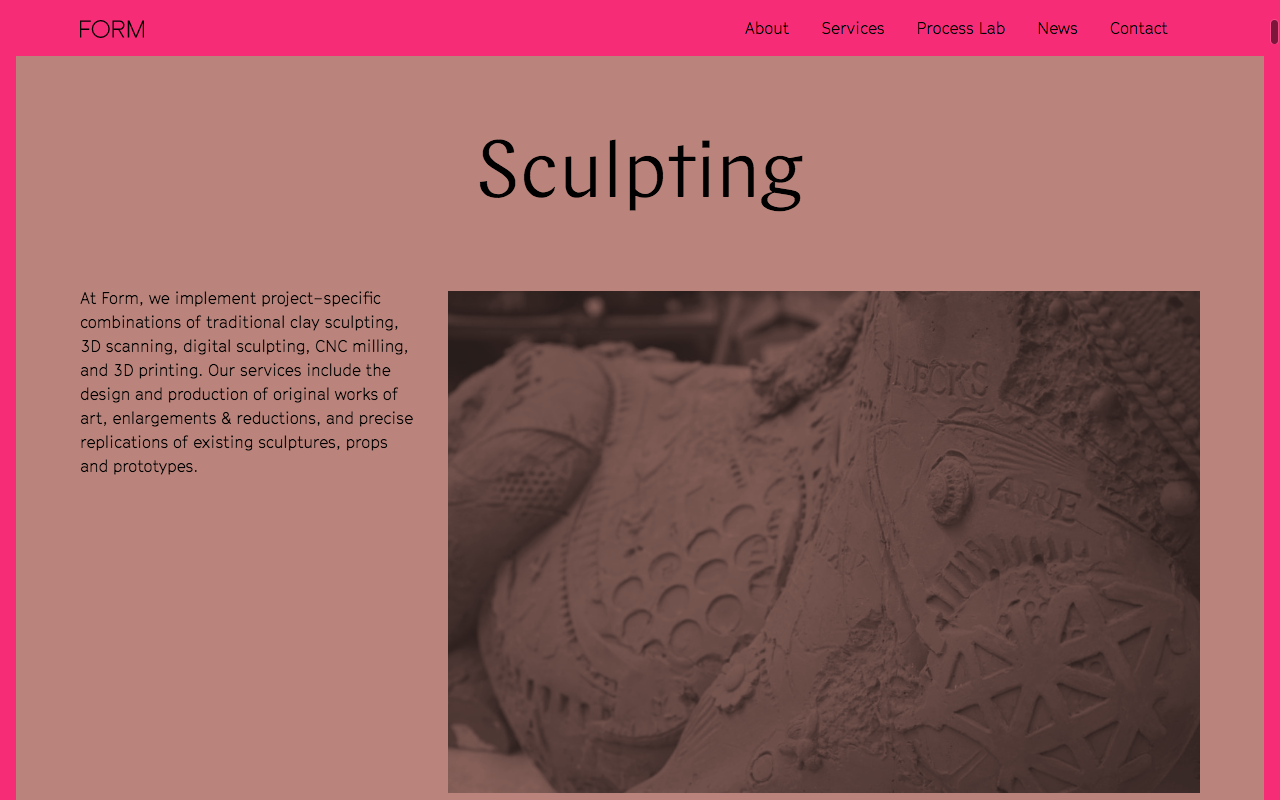 FORM
About
Services
Process Lab
News
Contact
Sculpting
At Form, we implement project-specific
combinations of traditional clay sculpting,
3D scanning, digital sculpting, CNC milling,
and 3D printing. Our services include the
design and production of original works of
art, enlargements & reductions, and precise
replications of existing sculptures, props
and prototypes.
ARE